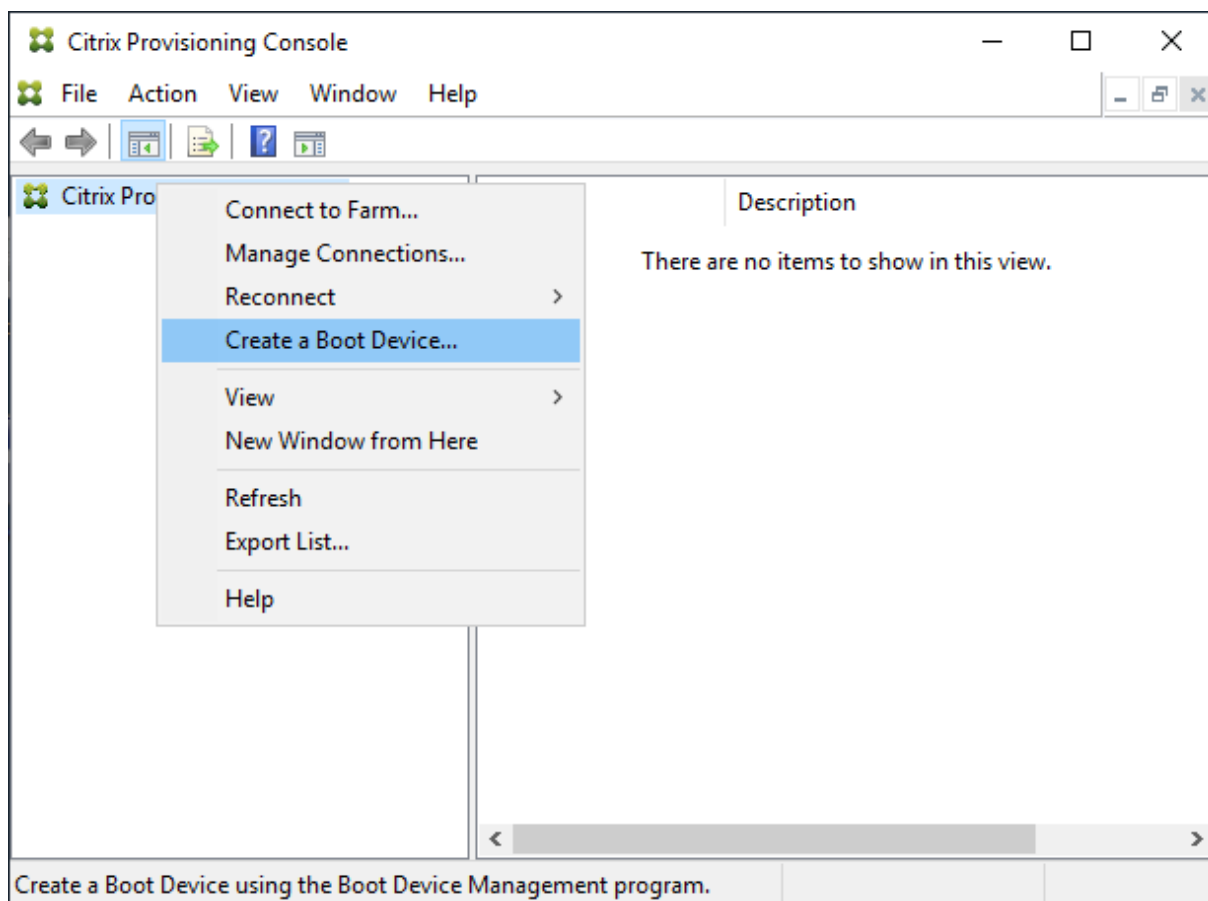 Citrix Provisioning Console
File Action View Window Help
Citrix Pro
Description
There are no items to show in this view.
Connect to Farm...
Manage Connections...
Reconnect
Create a Boot Device...
View
New Window from Here
Refresh
Export List...
Help
Create a Boot Device using the Boot Device Management program.